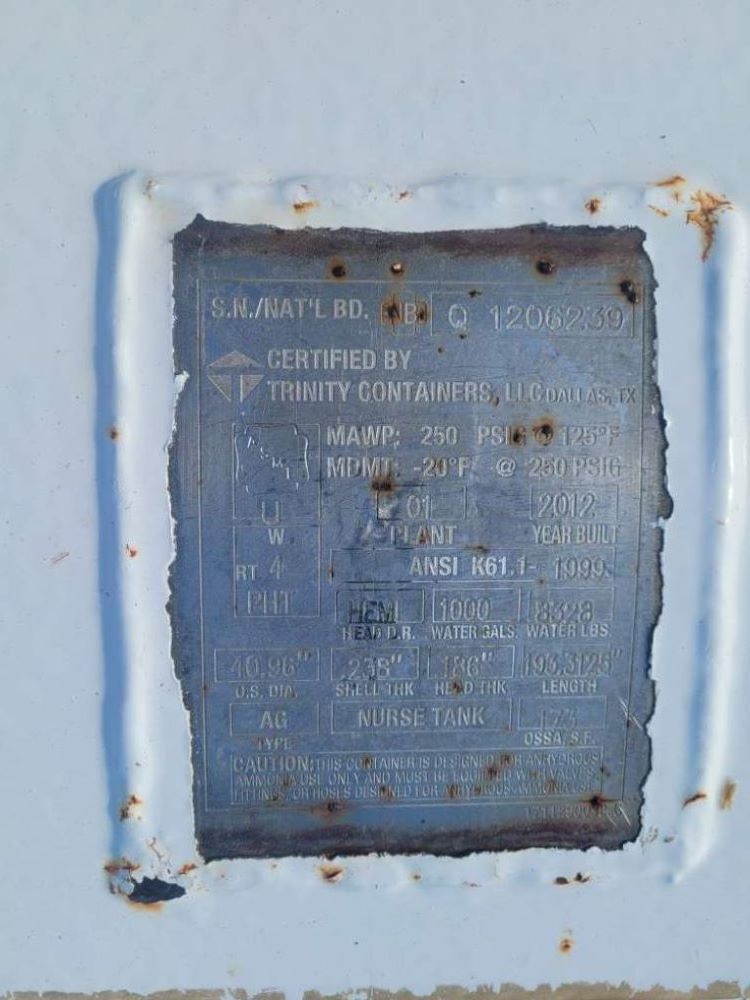 S.N./NAT'L BD. NB Q 1206239
CERTIFIED BY
TRINITY CONTAINERS, LLC DALLAS, TX
MAWP: 250 PSIG @ 125°F
MDMT: -20°F @ 250 PSIG
U 01 2012
W PLANT YEAR BUILT
RT 4 ANSI K61.1- 1999
PHT HEM 1000 8328
HEAD D.R. WATER GALS. WATER LBS.
40.96" .238" .186" 193.3125"
O.S. DIA. SHELL THK HEAD THK LENGTH
AG NURSE TANK 173
TYPE OSSA, S.F.
CAUTION: THIS CONTAINER IS DESIGNED FOR ANHYDROUS
AMMONIA USE ONLY AND MUST BE EQUIPPED WITH VALVES,
FITTINGS, OR HOSES DESIGNED FOR ANHYDROUS AMMONIA USE